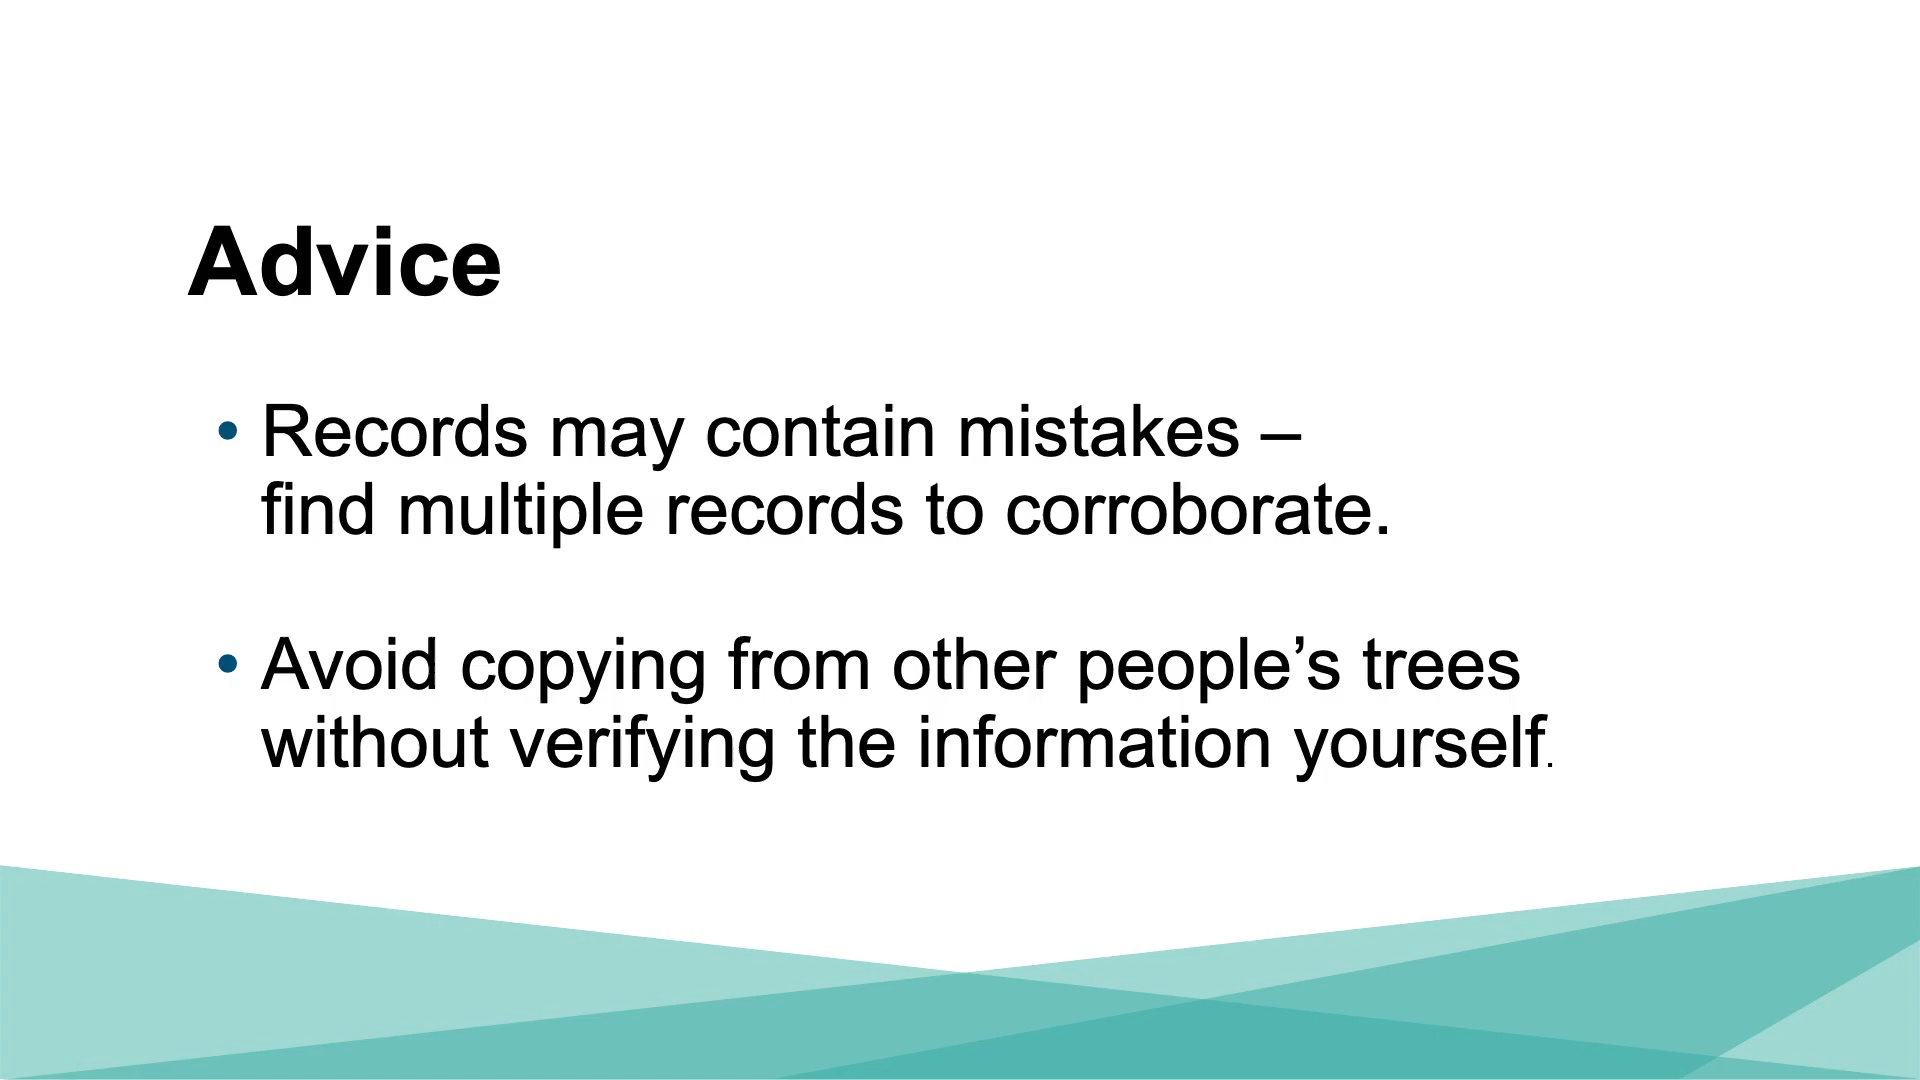 Advice
• Records may contain mistakes –
find multiple records to corroborate.
• Avoid copying from other people’s trees
without verifying the information yourself.